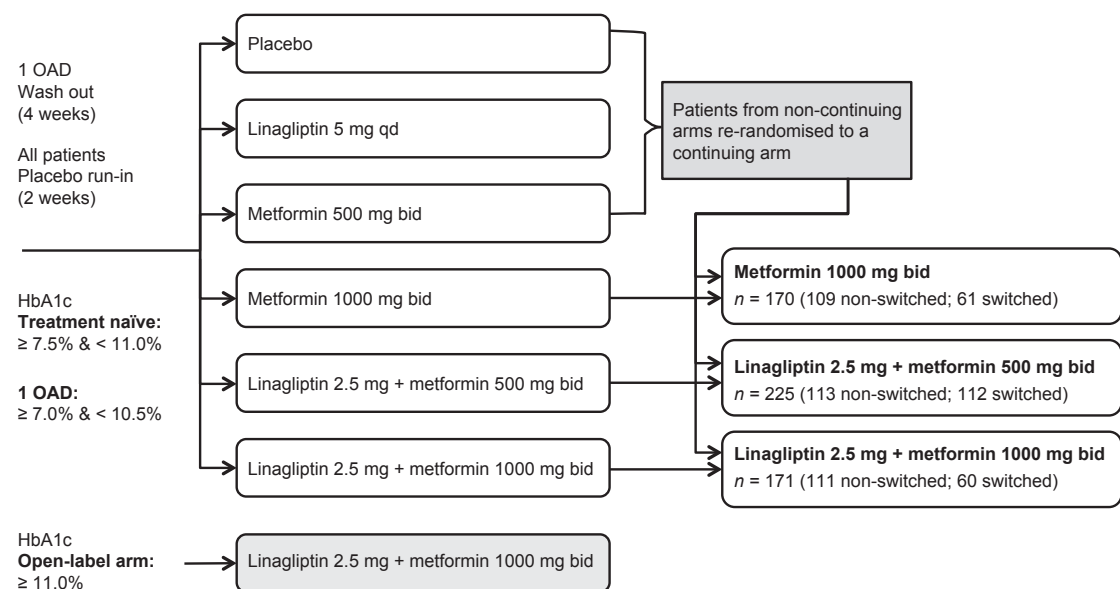 1 OAD
Wash out
(4 weeks)
All patients
Placebo run-in
(2 weeks)
HbA1c
Treatment naïve:
≥ 7.5% & < 11.0%
1 OAD:
≥ 7.0% & < 10.5%
HbA1c
Open-label arm:
≥ 11.0%
Placebo
Linagliptin 5 mg qd
Metformin 500 mg bid
Metformin 1000 mg bid
Linagliptin 2.5 mg + metformin 500 mg bid
Linagliptin 2.5 mg + metformin 1000 mg bid
Linagliptin 2.5 mg + metformin 1000 mg bid
Patients from non-continuing
arms re-randomised to a
continuing arm
Metformin 1000 mg bid
n = 170 (109 non-switched; 61 switched)
Linagliptin 2.5 mg + metformin 500 mg bid
n = 225 (113 non-switched; 112 switched)
Linagliptin 2.5 mg + metformin 1000 mg bid
n = 171 (111 non-switched; 60 switched)